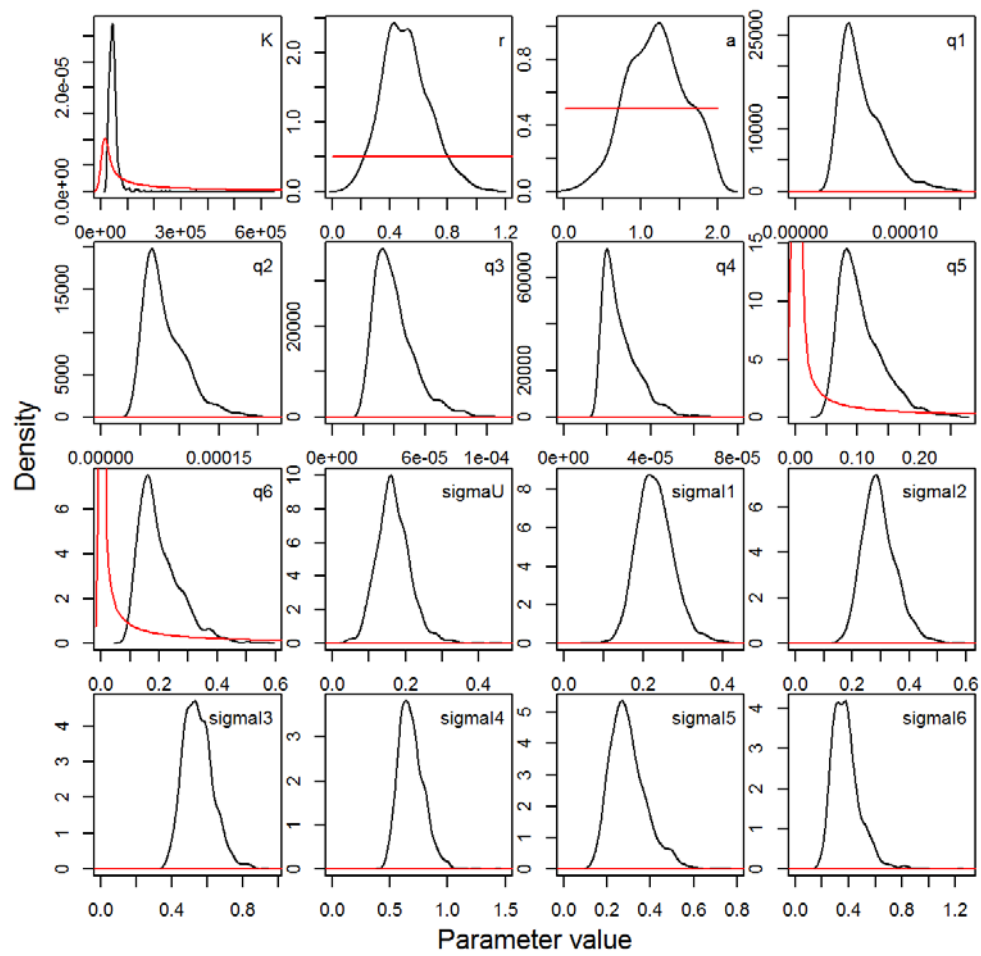 Density
K
0.0e+00 2.0e-05
0e+00 3e+05 6e+05
r
0.0 1.0 2.0
0.0 0.4 0.8 1.2
a
0.0 0.4 0.8
0.0 1.0 2.0
q1
0 10000 25000
0.00000 0.00010
q2
0 5000 15000
0.00000 0.00015
q3
0 20000
0e+00 6e-05 1e-04
q4
0 20000 60000
0e+00 4e-05 8e-05
q5
0 5 10 15
0.00 0.10 0.20
q6
0 2 4 6
0.0 0.2 0.4 0.6
sigmaU
0 2 4 6 8 10
0.0 0.2 0.4
sigmaI1
0 2 4 6 8
0.0 0.2 0.4
sigmaI2
0 2 4 6
0.0 0.2 0.4 0.6
sigmaI3
0 1 2 3 4
0.0 0.4 0.8
sigmaI4
0 1 2 3
0.0 0.5 1.0 1.5
sigmaI5
0 1 2 3 4 5
0.0 0.2 0.4 0.6 0.8
sigmaI6
0 1 2 3 4
0.0 0.4 0.8 1.2
Parameter value